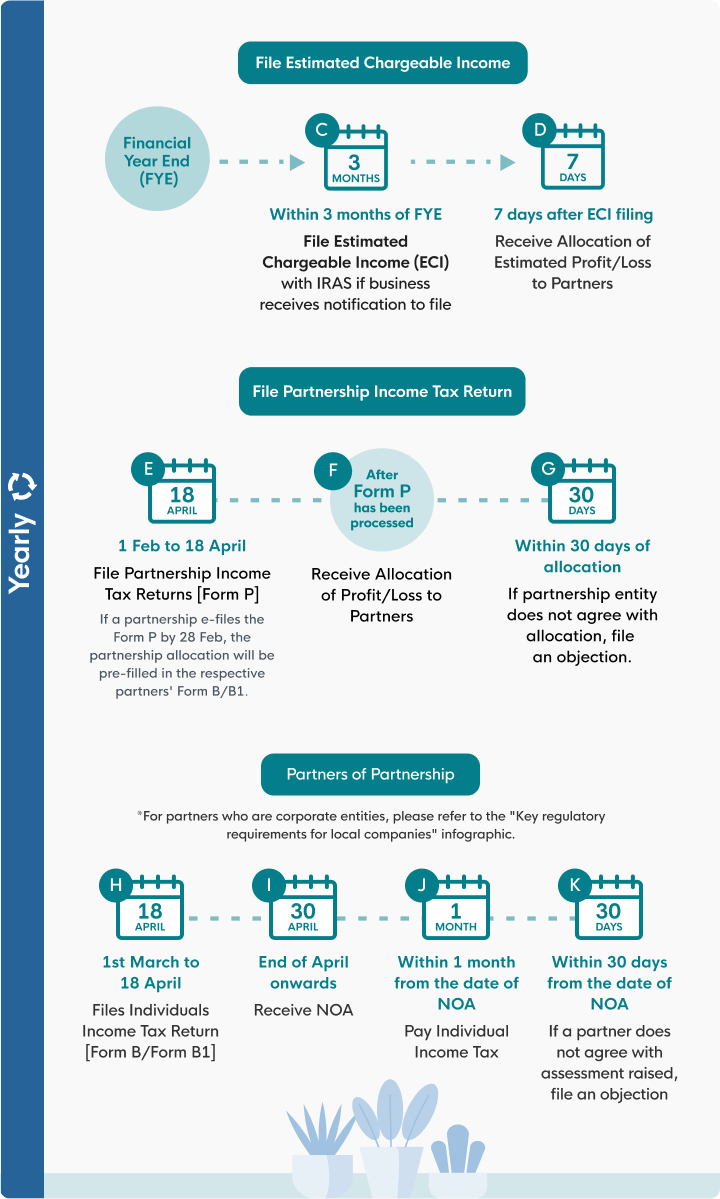 Yearly
File Estimated Chargeable Income
Financial
Year End
(FYE)
C
3
MONTHS
Within 3 months of FYE
File Estimated
Chargeable Income (ECI)
with IRAS if business
receives notification to file
D
7
DAYS
7 days after ECI filing
Receive Allocation of
Estimated Profit/Loss
to Partners
File Partnership Income Tax Return
E
18
APRIL
1 Feb to 18 April
File Partnership Income
Tax Returns [Form P]
If a partnership e-files the
Form P by 28 Feb, the
partnership allocation will be
pre-filled in the respective
partners' Form B/B1.
F
After
Form P
has been
processed
Receive Allocation
of Profit/Loss to
Partners
G
30
DAYS
Within 30 days of
allocation
If partnership entity
does not agree with
allocation, file
an objection.
Partners of Partnership
*For partners who are corporate entities, please refer to the "Key regulatory
requirements for local companies" infographic.
H
18
APRIL
1st March to
18 April
Files Individuals
Income Tax Return
[Form B/Form B1]
I
30
APRIL
End of April
onwards
Receive NOA
J
1
MONTH
Within 1 month
from the date of
NOA
Pay Individual
Income Tax
K
30
DAYS
Within 30 days
from the date of
NOA
If a partner does
not agree with
assessment raised,
file an objection